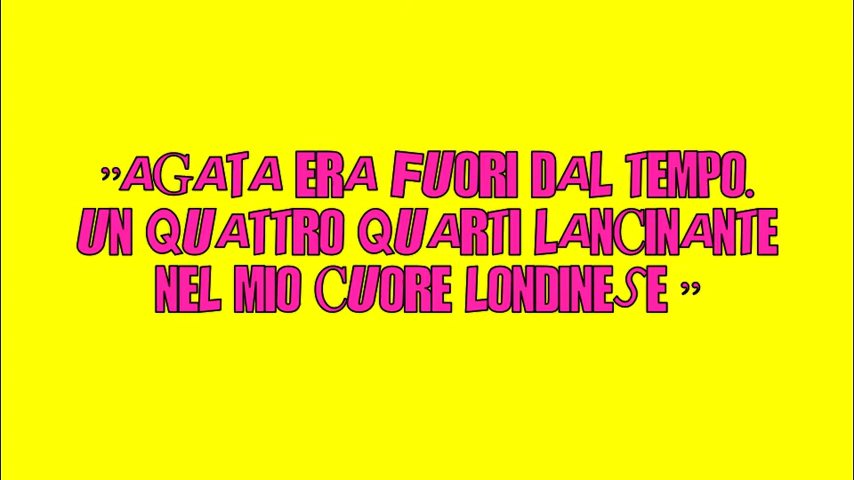 ”AGATA ERA FUORI DAL TEMPO.
UN QUATTRO QUARTI LANCINANTE
NEL MIO CUORE LONDINESE ”